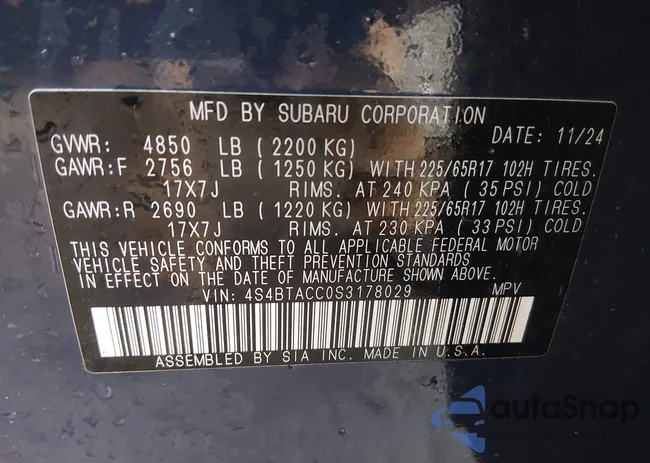 MFD BY SUBARU CORPORATION
DATE: 11/24
GVWR: 4850 LB (2200 KG)
GAWR:F 2756 LB (1250 KG) WITH 225/65R17 102H TIRES.
17X7J RIMS. AT 240 KPA (35 PSI) COLD
GAWR:R 2690 LB (1220 KG) WITH 225/65R17 102H TIRES.
17X7J RIMS. AT 230 KPA (33 PSI) COLD
THIS VEHICLE CONFORMS TO ALL APPLICABLE FEDERAL MOTOR
VEHICLE SAFETY AND THEFT PREVENTION STANDARDS
IN EFFECT ON THE DATE OF MANUFACTURE SHOWN ABOVE.
VIN: 4S4BTACC0S3178029 MPV
ASSEMBLED BY SIA INC. MADE IN U.S.A.
autoSnap